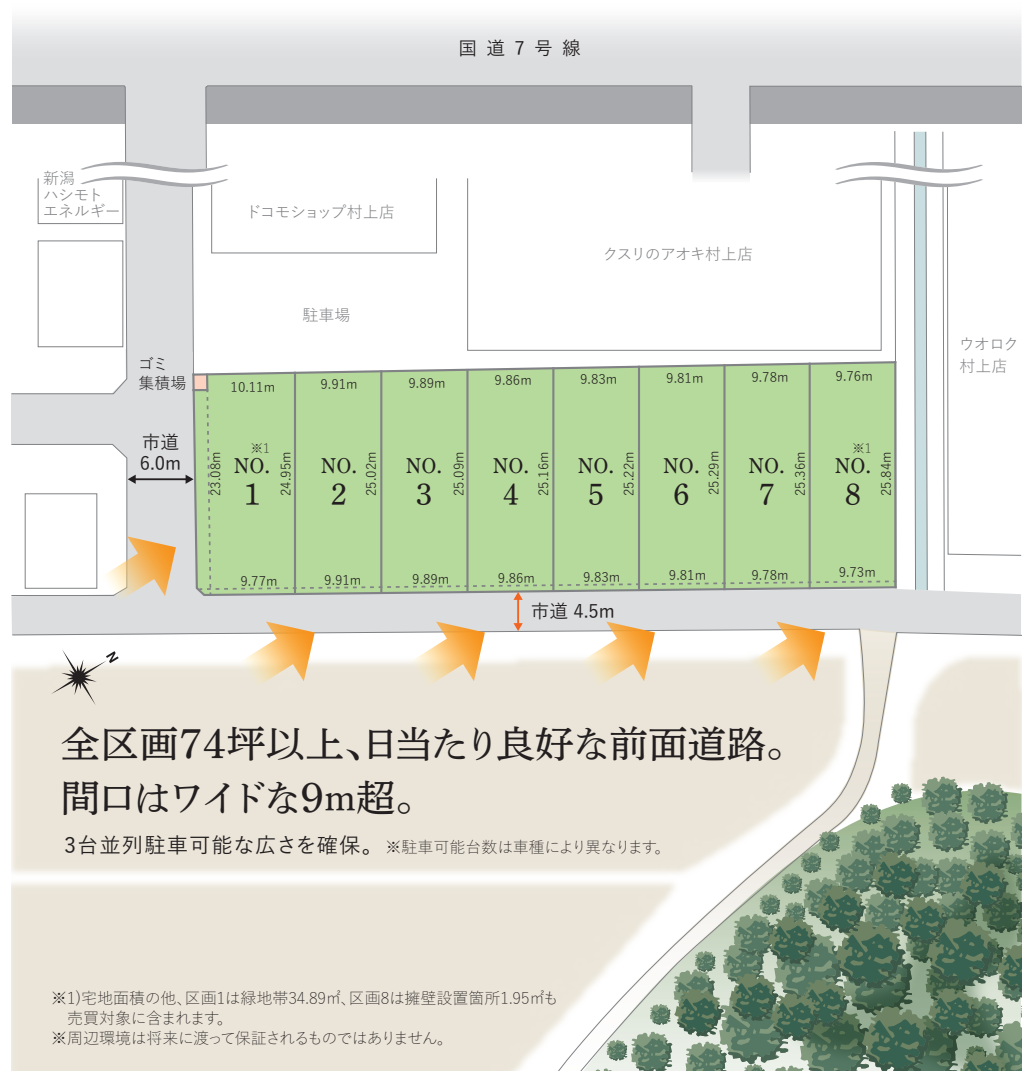 国道7号線
新潟
ハシモト
エネルギー
ドコモショップ村上店
クスリのアオキ村上店
駐車場
ウオロク
村上店
ゴミ
集積場
10.11m
9.91m
9.89m
9.86m
9.83m
9.81m
9.78m
9.76m
市道
6.0m
23.08m
※1
NO.
1
24.95m
NO.
2
25.02m
NO.
3
25.09m
NO.
4
25.16m
NO.
5
25.22m
NO.
6
25.29m
NO.
7
25.36m
※1
NO.
8
25.84m
9.77m
9.91m
9.89m
9.86m
9.83m
9.81m
9.78m
9.73m
市道 4.5m
N
全区画74坪以上、日当たり良好な前面道路。
間口はワイドな9m超。
3台並列駐車可能な広さを確保。 ※駐車可能台数は車種により異なります。
※1)宅地面積の他、区画1は緑地帯34.89㎡、区画8は擁壁設置箇所1.95㎡も
売買対象に含まれます。
※周辺環境は将来に渡って保証されるものではありません。